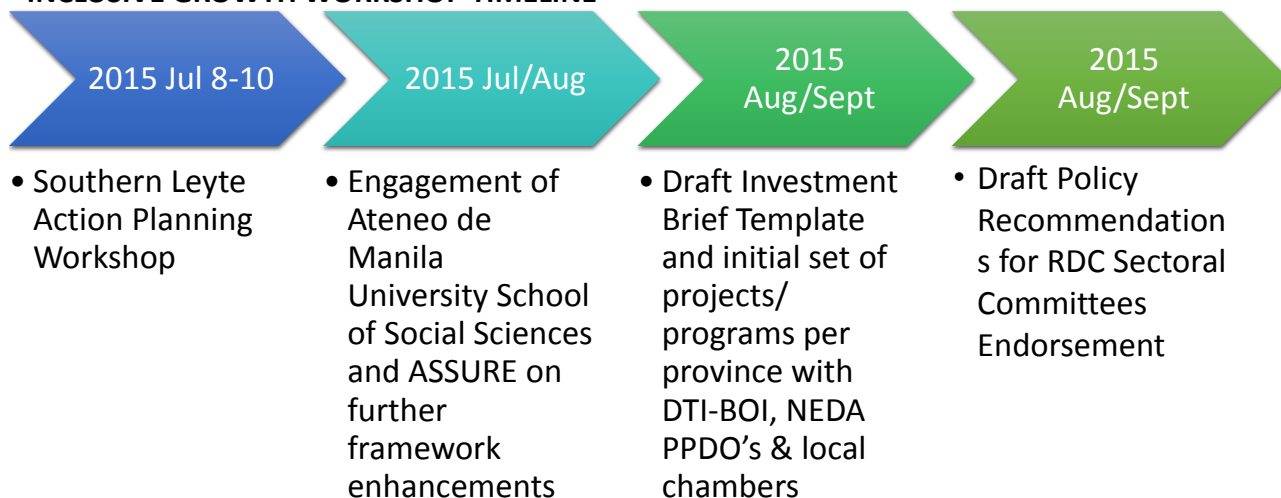 INCLUSIVE GROWTH WORKSHOP TIMELINE
2015 Jul 8-10
• Southern Leyte
Action Planning
Workshop
2015 Jul/Aug
• Engagement of
Ateneo de
Manila
University School
of Social Sciences
and ASSURE on
further
framework
enhancements
2015
Aug/Sept
• Draft Investment
Brief Template
and initial set of
projects/
programs per
province with
DTI-BOI, NEDA
PPDO’s & local
chambers
2015
Aug/Sept
• Draft Policy
Recommendation
s for RDC Sectoral
Committees
Endorsement